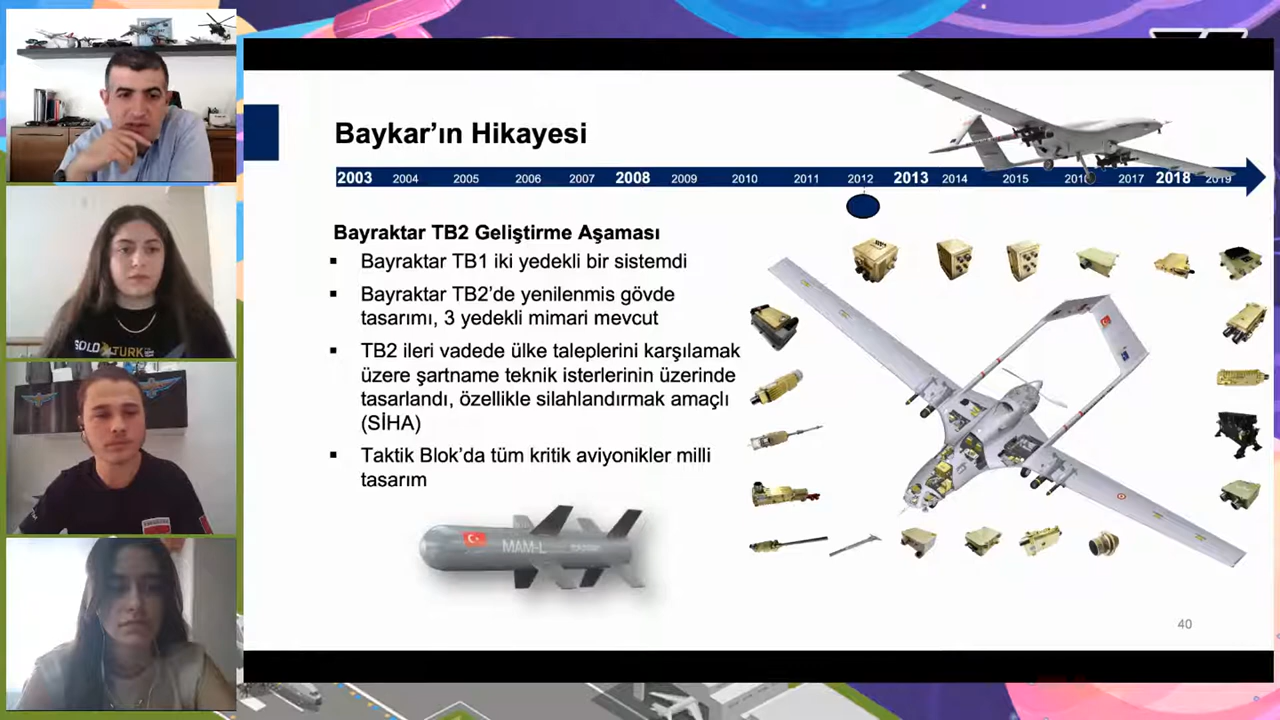 Baykar’ın Hikayesi
2003 2004 2005 2006 2007 2008 2009 2010 2011 2012 2013 2014 2015 2016 2017 2018 2019
Bayraktar TB2 Geliştirme Aşaması
▪ Bayraktar TB1 iki yedekli bir sistemdi
▪ Bayraktar TB2’de yenilenmis gövde
tasarımı, 3 yedekli mimari mevcut
▪ TB2 ileri vadede ülke taleplerini karşılamak
üzere şartname teknik isterlerinin üzerinde
tasarlandı, özellikle silahlandırmak amaçlı
(SİHA)
▪ Taktik Blok’da tüm kritik aviyonikler milli
tasarım
MAM-L
40